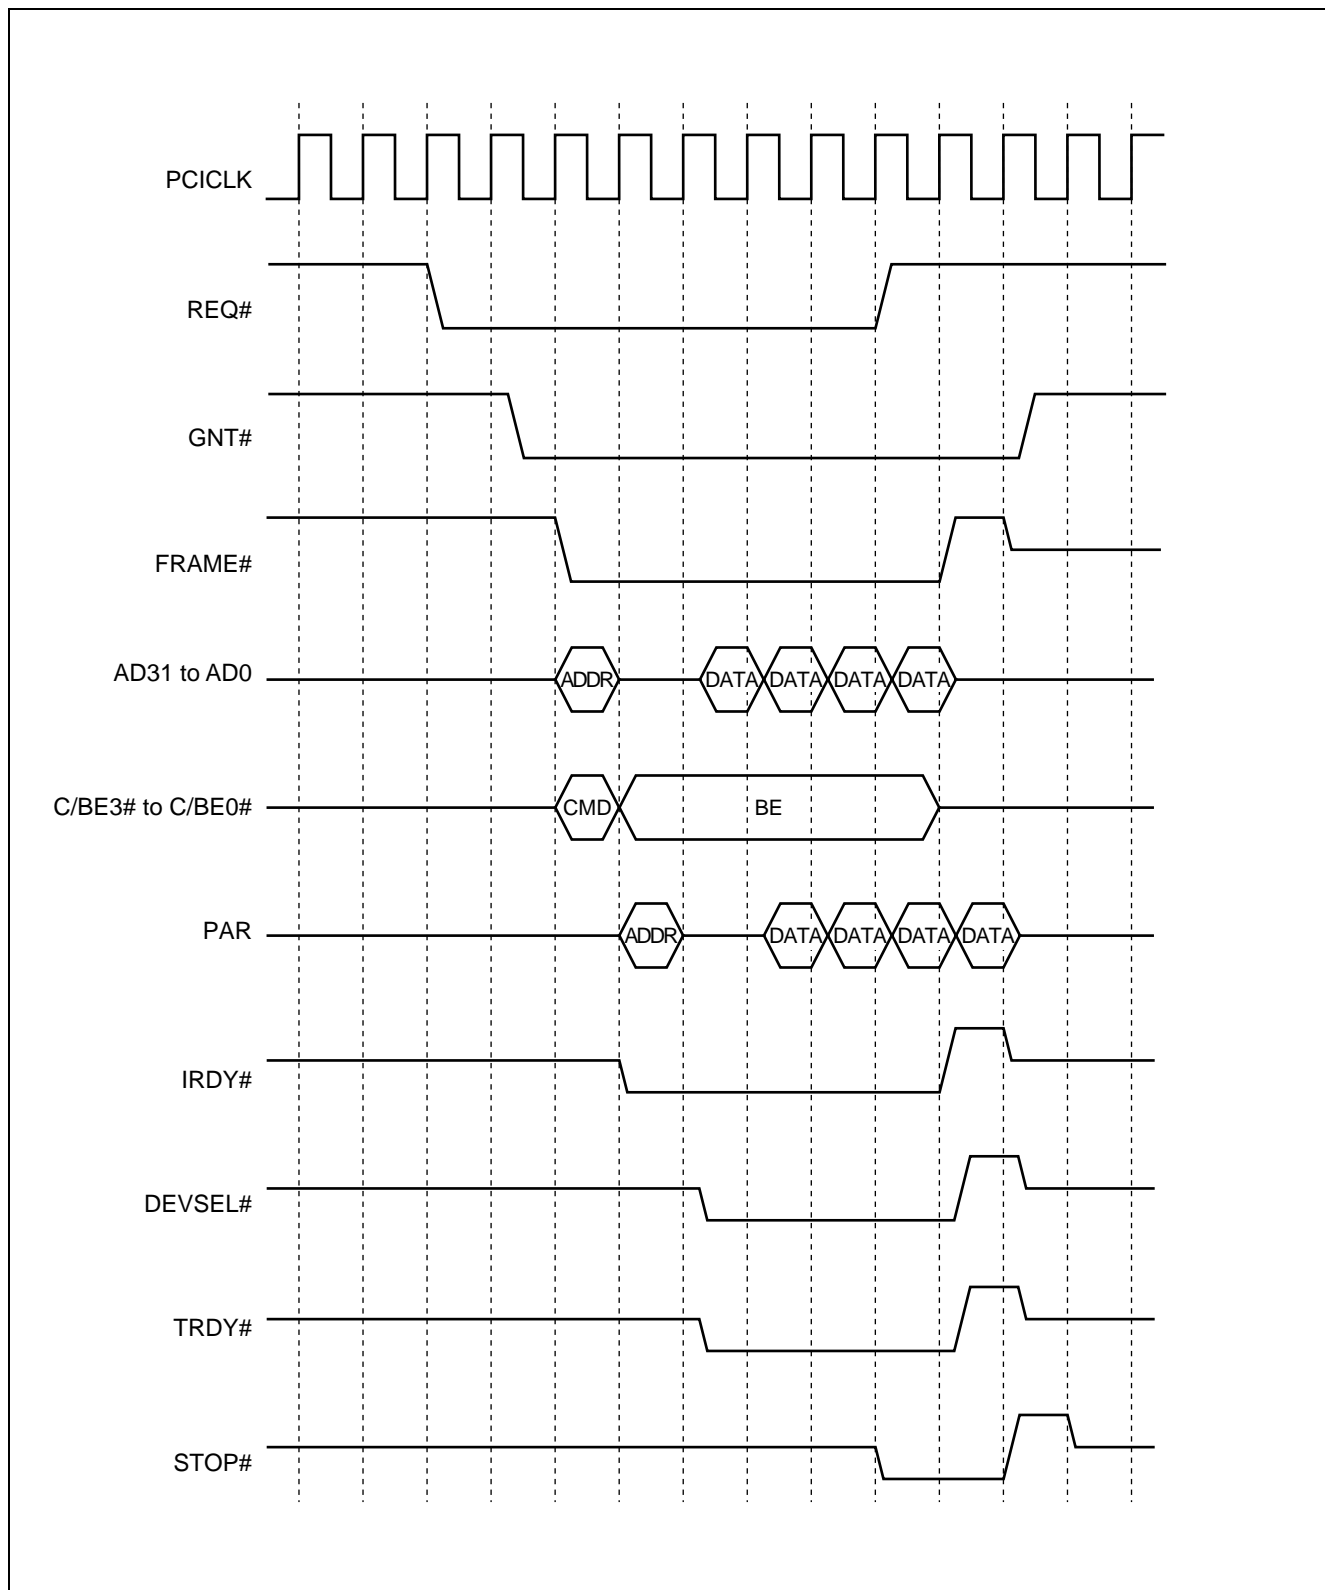 PCICLK
REQ#
GNT#
FRAME#
AD31 to AD0
ADDR DATA DATA DATA DATA
C/BE3# to C/BE0#
CMD BE
PAR
ADDR DATA DATA DATA DATA
IRDY#
DEVSEL#
TRDY#
STOP#